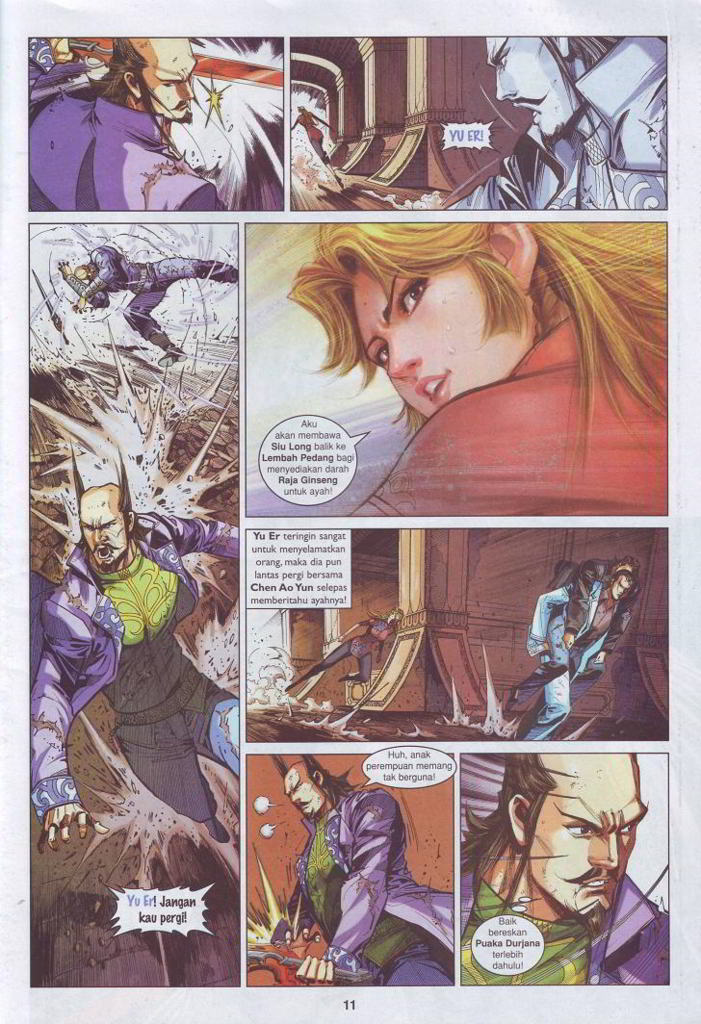 YU ER!
Aku
akan membawa
Siu Long balik ke
Lembah Pedang bagi
menyediakan darah
Raja Ginseng
untuk ayah!
Yu Er teringin sangat
untuk menyelamatkan
orang, maka dia pun
lantas pergi bersama
Chen Ao Yun selepas
memberitahu ayahnya!
Yu Er! Jangan
kau pergi!
Huh, anak
perempuan memang
tak berguna!
Baik
bereskan
Puaka Durjana
terlebih
dahulu!
11